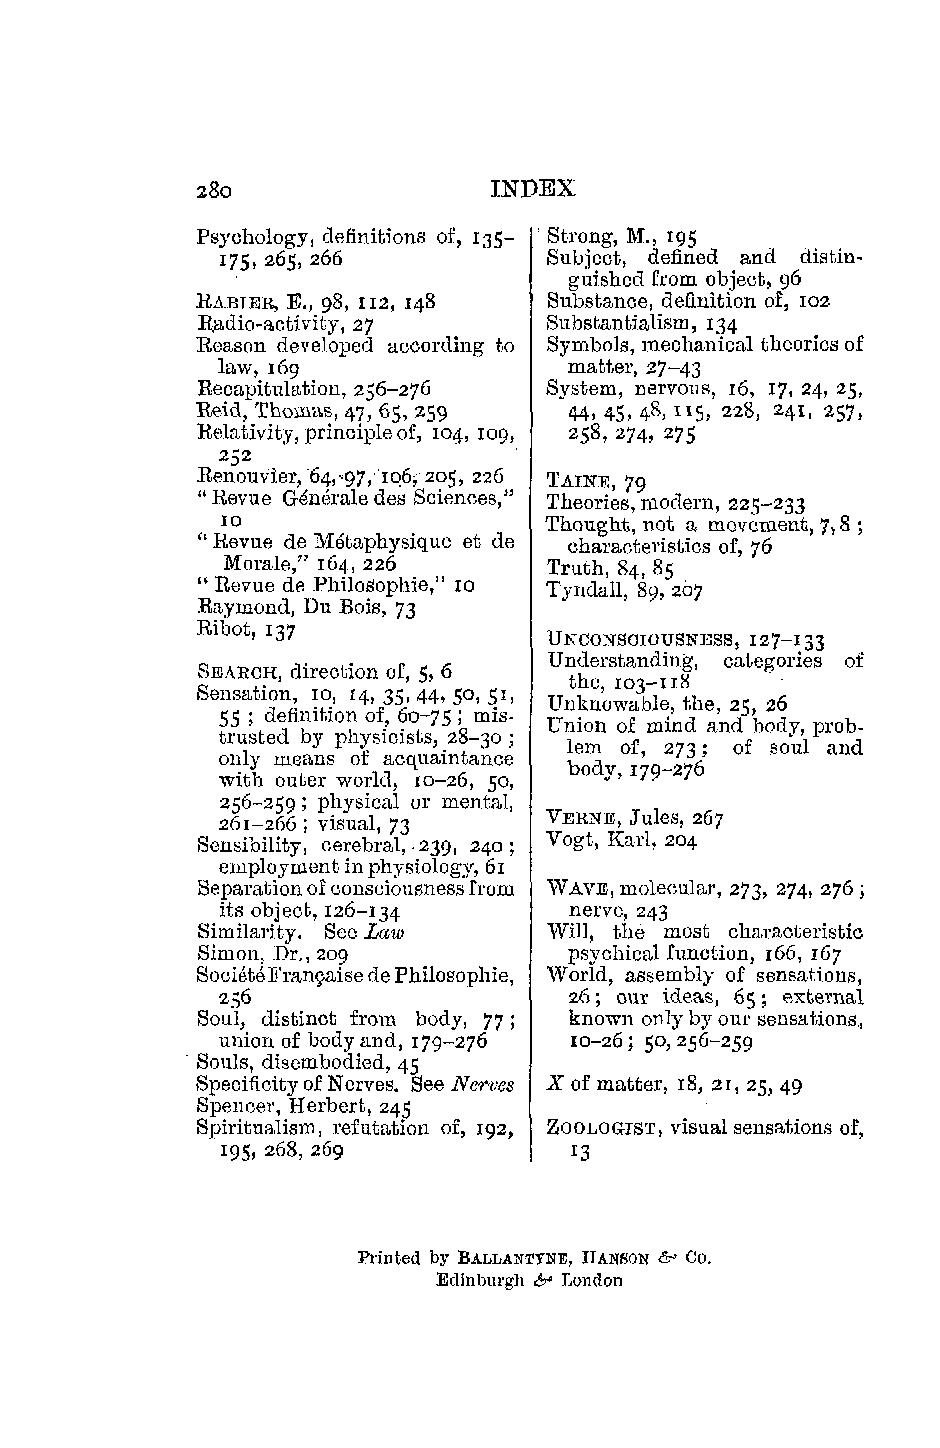 280 INDEX
Psychology, definitions of, 135–
175, 265, 266
RABIER, E., 98, 112, 148
Radio-activity, 27
Reason developed according to
law, 169
Recapitulation, 256–276
Reid, Thomas, 47, 65, 259
Relativity, principle of, 104, 109,
252
Renouvier, 64, 97, 106, 205, 226
“Revue Générale des Sciences,”
10
“Revue de Métaphysique et de
Morale,” 164, 226
“Revue de Philosophie,” 10
Raymond, Du Bois, 73
Ribot, 137
SEARCH, direction of, 5, 6
Sensation, 10, 14, 35, 44, 50, 51,
55; definition of, 60–75; mis-
trusted by physicists, 28–30;
only means of acquaintance
with outer world, 10–26, 50,
256–259; physical or mental,
261–266; visual, 73
Sensibility, cerebral, 239, 240;
employment in physiology, 61
Separation of consciousness from
its object, 126–134
Similarity. See Law
Simon, Dr., 209
Société Française de Philosophie,
256
Soul, distinct from body, 77;
union of body and, 179–276
Souls, disembodied, 45
Specificity of Nerves. See Nerves
Spencer, Herbert, 245
Spiritualism, refutation of, 192,
195, 268, 269
Strong, M., 195
Subject, defined and distin-
guished from object, 96
Substance, definition of, 102
Substantialism, 134
Symbols, mechanical theories of
matter, 27–43
System, nervous, 16, 17, 24, 25,
44, 45, 48, 115, 228, 241, 257,
258, 274, 275
TAINE, 79
Theories, modern, 225–233
Thought, not a movement, 7, 8;
characteristics of, 76
Truth, 84, 85
Tyndall, 89, 207
UNCONSCIOUSNESS, 127–133
Understanding, categories of
the, 103–118
Unknowable, the, 25, 26
Union of mind and body, prob-
lem of, 273; of soul and
body, 179–276
VERNE, Jules, 267
Vogt, Karl, 204
WAVE, molecular, 273, 274, 276;
nerve, 243
Will, the most characteristic
psychical function, 166, 167
World, assembly of sensations,
26; our ideas, 65; external
known only by our sensations,
10–26; 50, 256–259
X of matter, 18, 21, 25, 49
ZOOLOGIST, visual sensations of,
13
Printed by BALLANTYNE, HANSON & Co.
Edinburgh & London